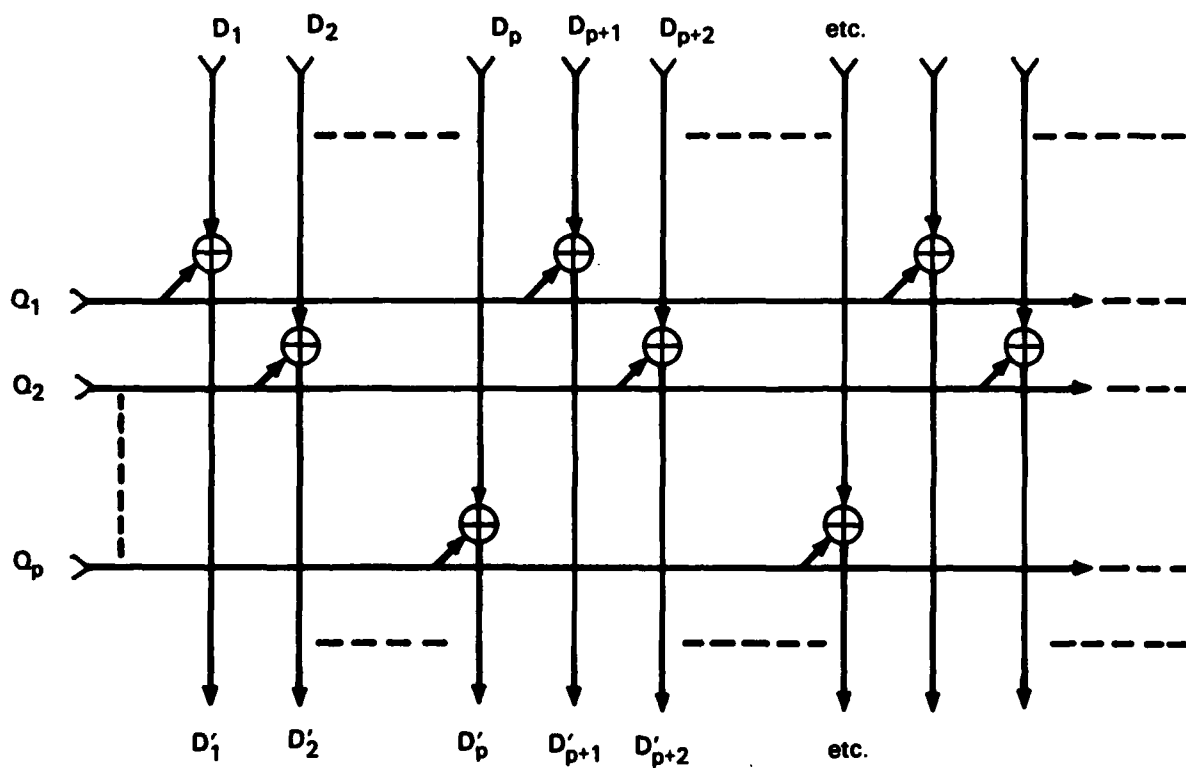 D₁ D₂ Dₚ Dₚ₊₁ Dₚ₊₂ etc.
Q₁
Q₂
Qₚ
D′₁ D′₂ D′ₚ D′ₚ₊₁ D′ₚ₊₂ etc.